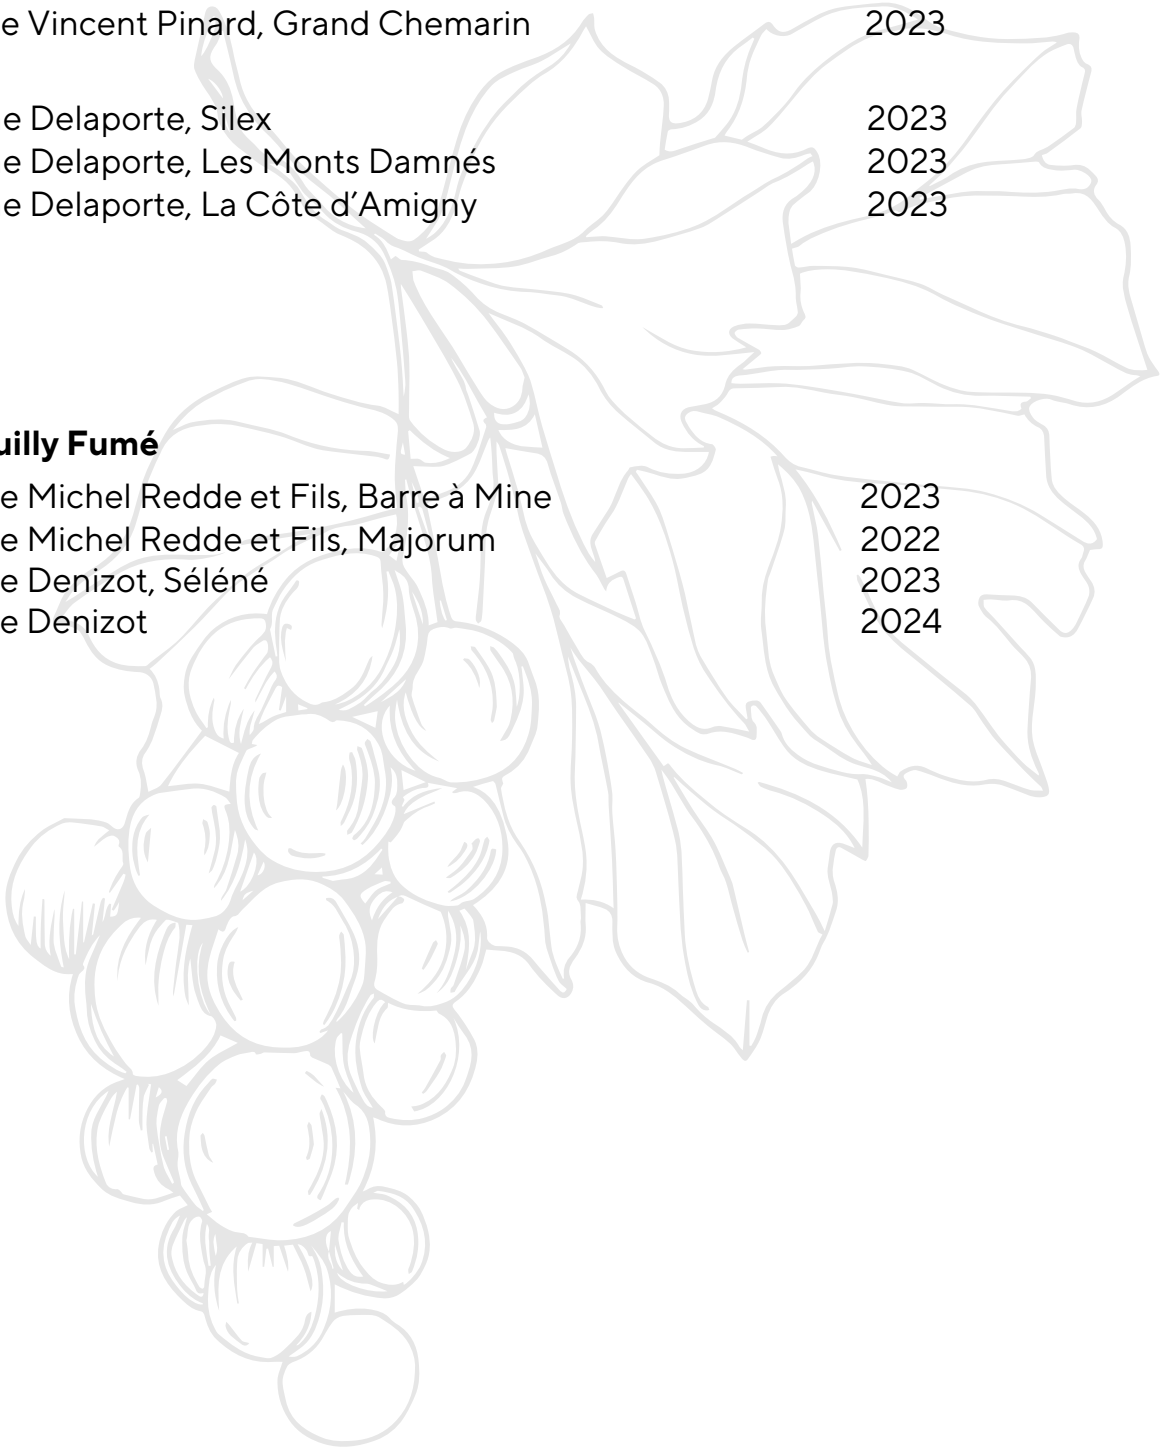 e Vincent Pinard, Grand Chemarin 2023
e Delaporte, Silex 2023
e Delaporte, Les Monts Damnés 2023
e Delaporte, La Côte d’Amigny 2023
uilly Fumé
e Michel Redde et Fils, Barre à Mine 2023
e Michel Redde et Fils, Majorum 2022
e Denizot, Séléné 2023
e Denizot 2024